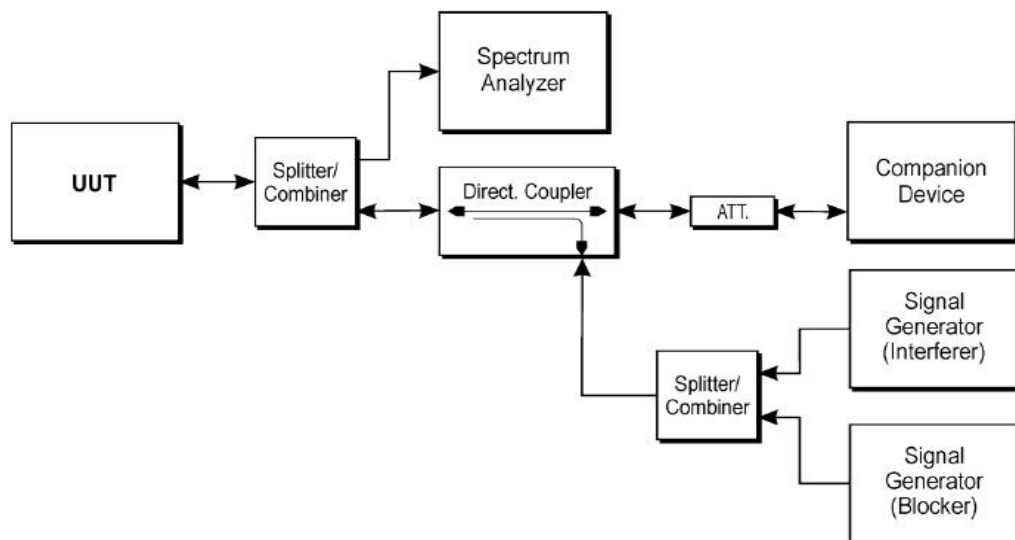 Spectrum
Analyzer
UUT
Splitter/
Combiner
Direct. Coupler
ATT.
Companion
Device
Signal
Generator
(Interferer)
Splitter/
Combiner
Signal
Generator
(Blocker)